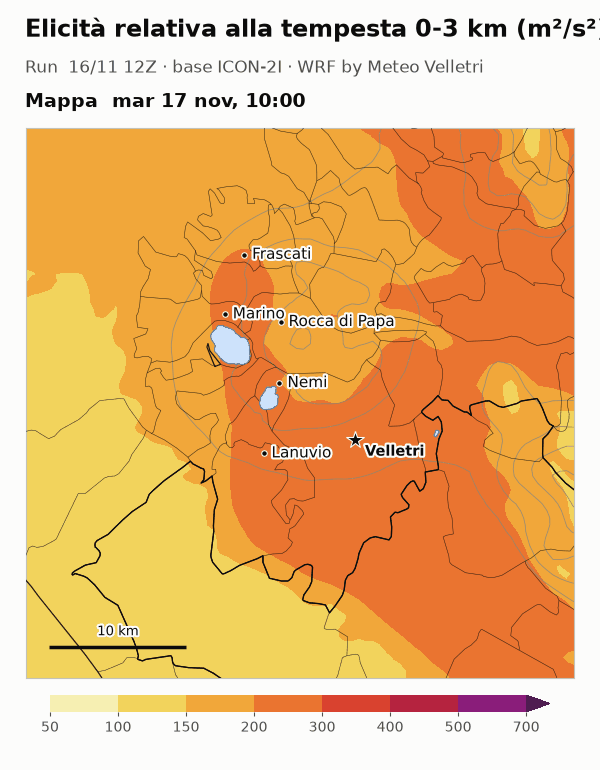 Elicità relativa alla tempesta 0-3 km (m²/s²)
Run  16/11 12Z · base ICON-2I · WRF by Meteo Velletri
Mappa  mar 17 nov, 10:00
Frascati
Marino
Rocca di Papa
Nemi
Velletri
Lanuvio
10 km
50 100 150 200 300 400 500 700